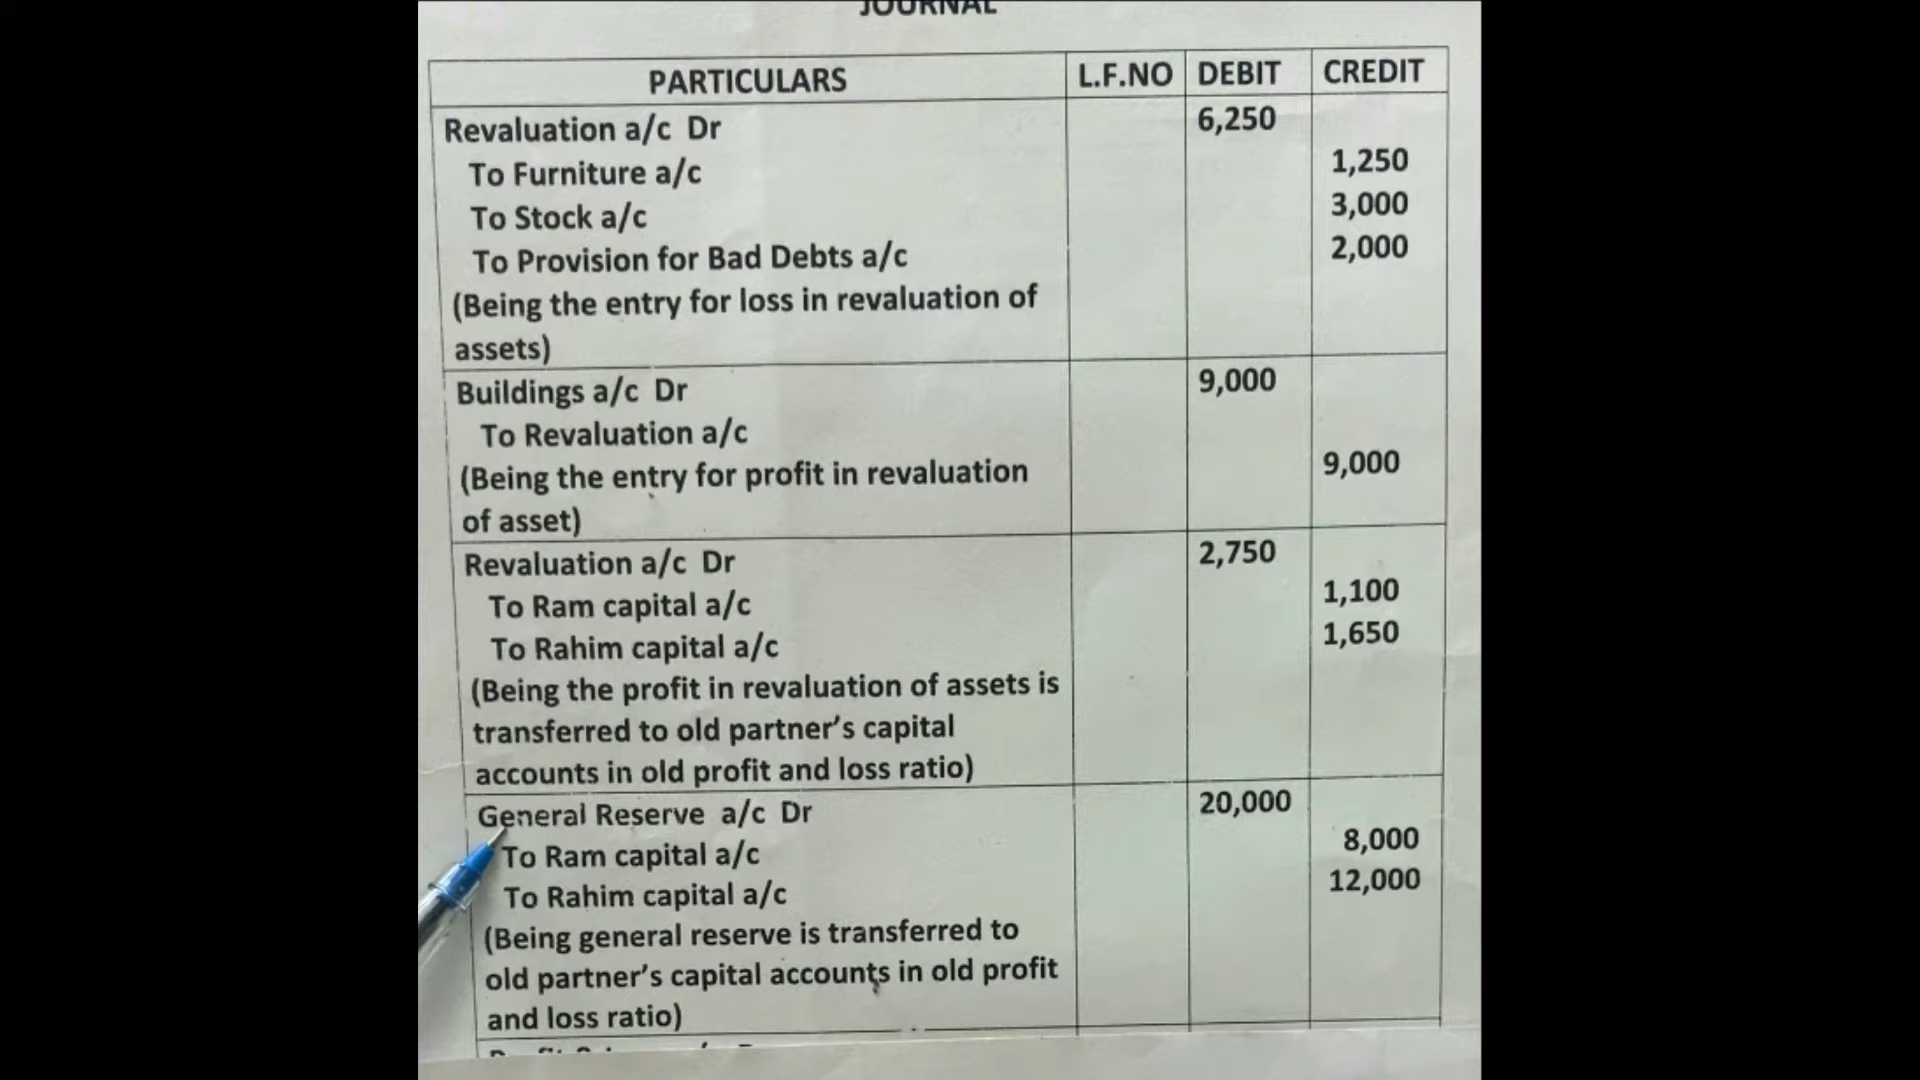 JOURNAL
PARTICULARS L.F.NO DEBIT CREDIT
Revaluation a/c Dr 6,250
To Furniture a/c 1,250
To Stock a/c 3,000
To Provision for Bad Debts a/c 2,000
(Being the entry for loss in revaluation of
assets)
Buildings a/c Dr 9,000
To Revaluation a/c
(Being the entry for profit in revaluation 9,000
of asset)
Revaluation a/c Dr 2,750
To Ram capital a/c 1,100
To Rahim capital a/c 1,650
(Being the profit in revaluation of assets is
transferred to old partner's capital
accounts in old profit and loss ratio)
General Reserve a/c Dr 20,000
To Ram capital a/c 8,000
To Rahim capital a/c 12,000
(Being general reserve is transferred to
old partner's capital accounts in old profit
and loss ratio)